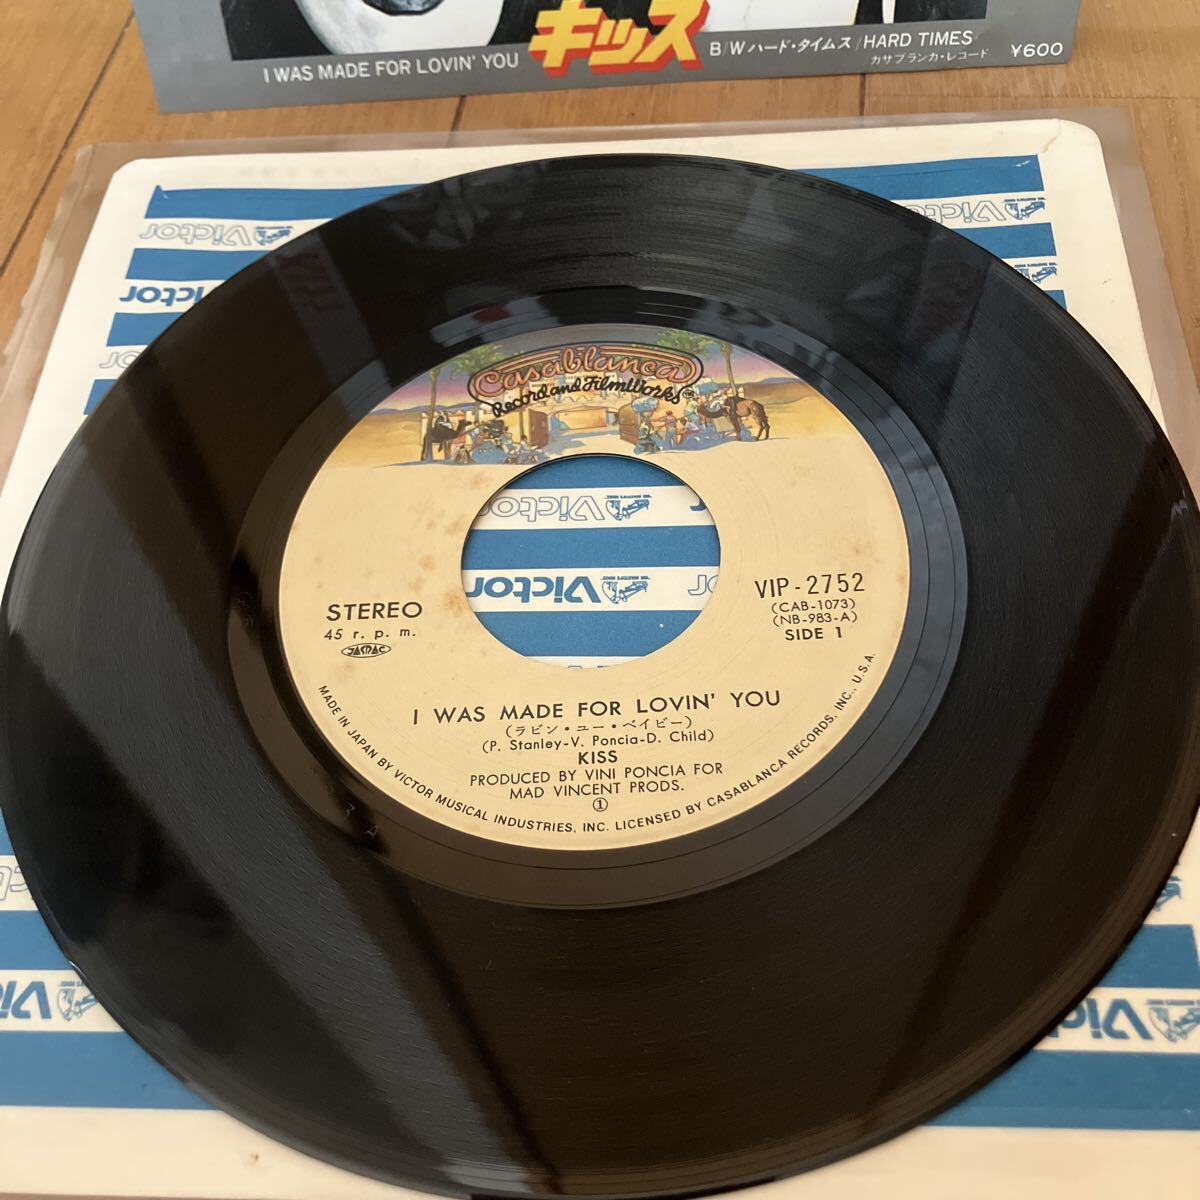 I WAS MADE FOR LOVIN' YOU
キッス
B/W ハード・タイムス / HARD TIMES
カサブランカ・レコード
¥600
Victor
Victor
Casablanca
Record and FilmWorks
Victor
Victor
STEREO
45 r. p. m.
JASRAC
VIP-2752
(CAB-1073)
(NB-983-A)
SIDE 1
I WAS MADE FOR LOVIN' YOU
(ラビン・ユー・ベイビー)
(P. Stanley-V. Poncia-D. Child)
KISS
PRODUCED BY VINI PONCIA FOR
MAD VINCENT PRODS.
①
MADE IN JAPAN BY VICTOR MUSICAL INDUSTRIES, INC. LICENSED BY CASABLANCA RECORDS, INC., U.S.A.